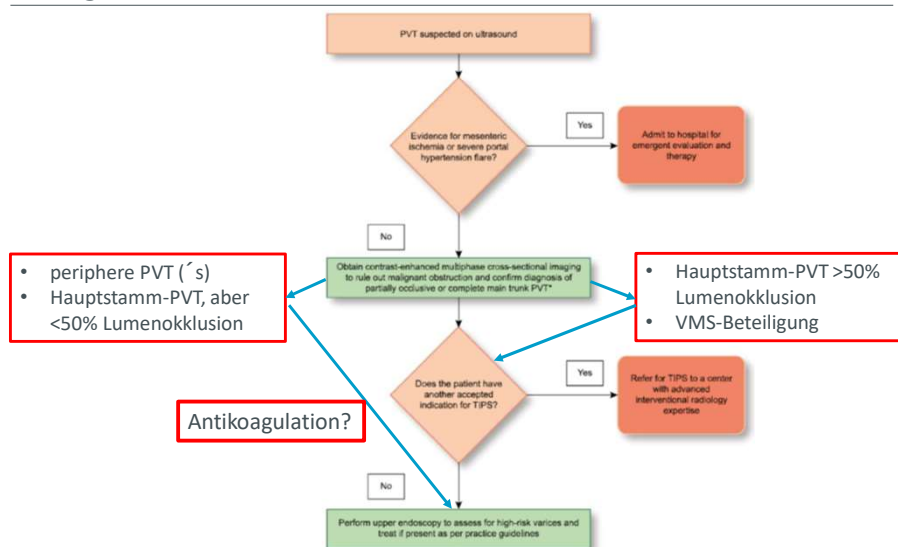 PVT suspected on ultrasound
Evidence for mesenteric
ischemia or severe portal
hypertension flare?
Yes
Admit to hospital for
emergent evaluation and
therapy
No
• periphere PVT (´s)
• Hauptstamm-PVT, aber
<50% Lumenokklusion
Obtain contrast-enhanced multiphase cross-sectional imaging
to rule out malignant obstruction and confirm diagnosis of
partially occlusive or complete main trunk PVT*
• Hauptstamm-PVT >50%
Lumenokklusion
• VMS-Beteiligung
Does the patient have
another accepted
indication for TIPS?
Yes
Refer for TIPS to a center
with advanced
interventional radiology
expertise
Antikoagulation?
No
Perform upper endoscopy to assess for high-risk varices and
treat if present as per practice guidelines